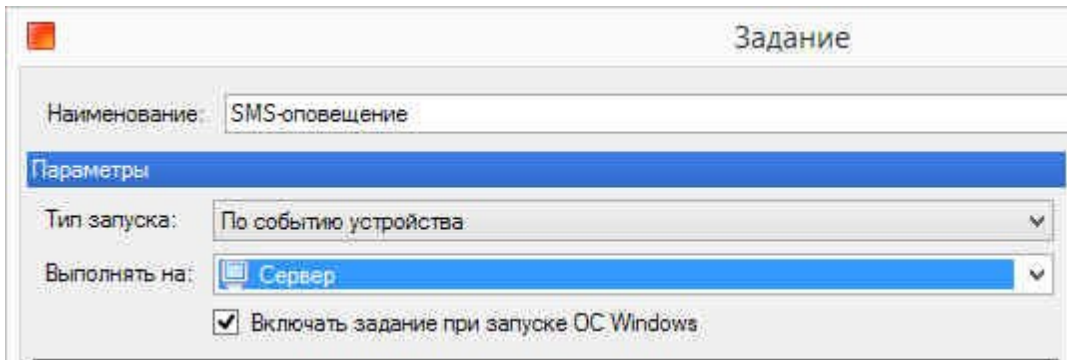 Задание
Наименование: SMS-оповещение
Параметры
Тип запуска: По событию устройства
Выполнять на: Сервер
Включать задание при запуске ОС Windows